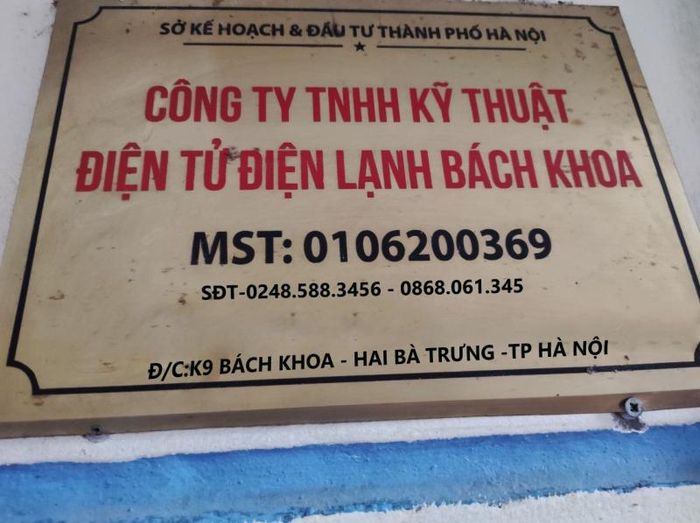 SỞ KẾ HOẠCH & ĐẦU TƯ THÀNH PHỐ HÀ NỘI
CÔNG TY TNHH KỸ THUẬT
ĐIỆN TỬ ĐIỆN LẠNH BÁCH KHOA
MST: 0106200369
SĐT-0248.588.3456 - 0868.061.345
Đ/C:K9 BÁCH KHOA - HAI BÀ TRƯNG -TP HÀ NỘI